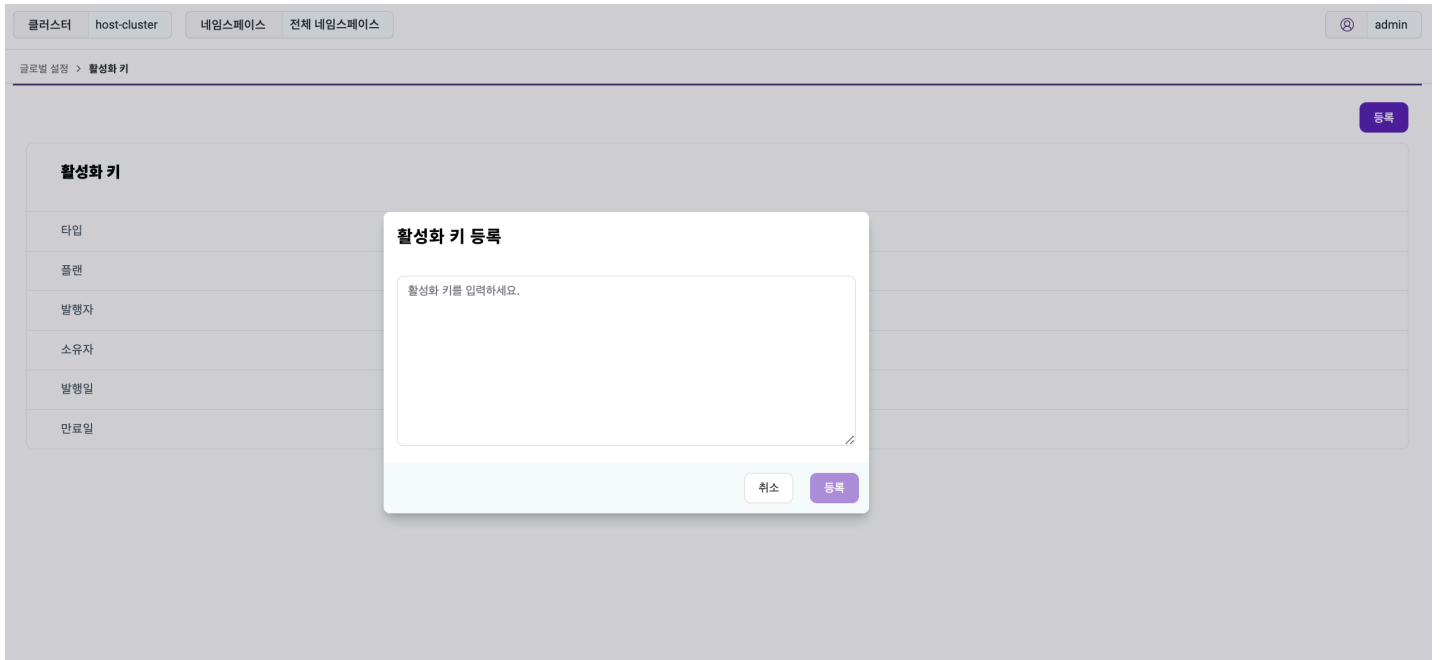 클러스터 host-cluster 네임스페이스 전체 네임스페이스 admin
글로벌 설정 > 활성화 키
등록
활성화 키
타입
플랜
발행자
소유자
발행일
만료일
활성화 키 등록
활성화 키를 입력하세요.
취소 등록